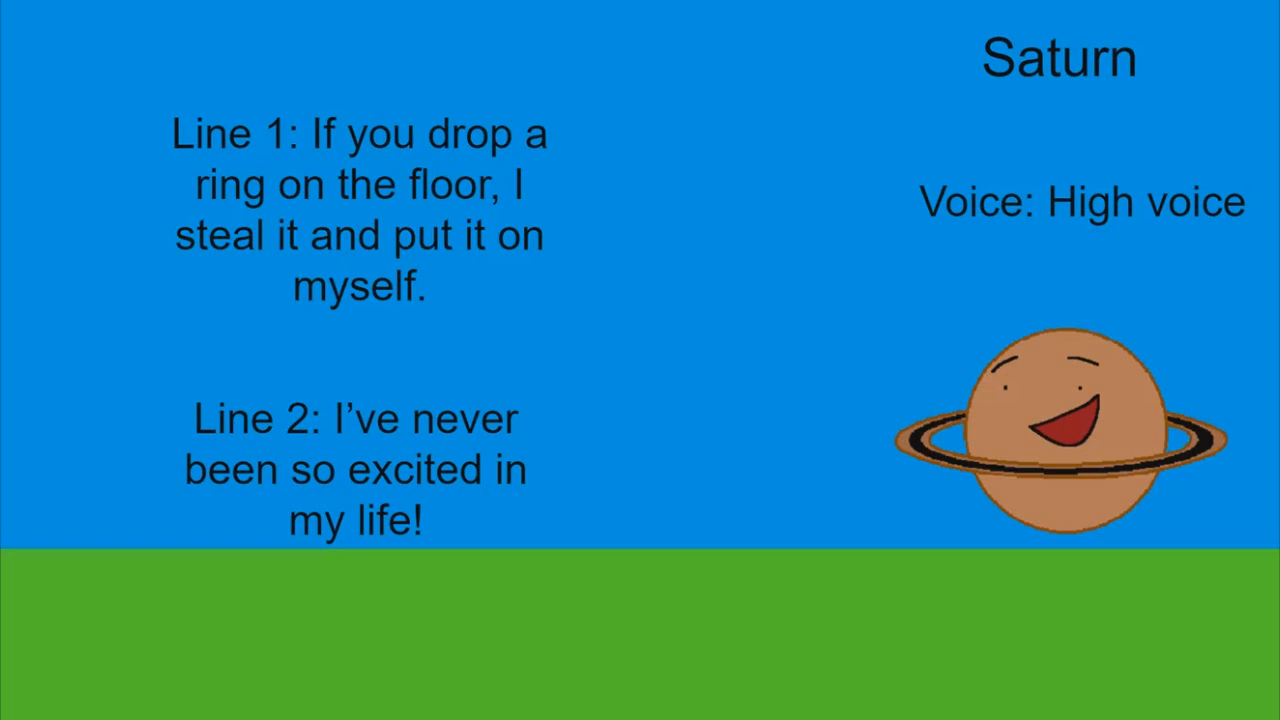 Saturn
Line 1: If you drop a
ring on the floor, I
steal it and put it on
myself.
Voice: High voice
Line 2: I’ve never
been so excited in
my life!